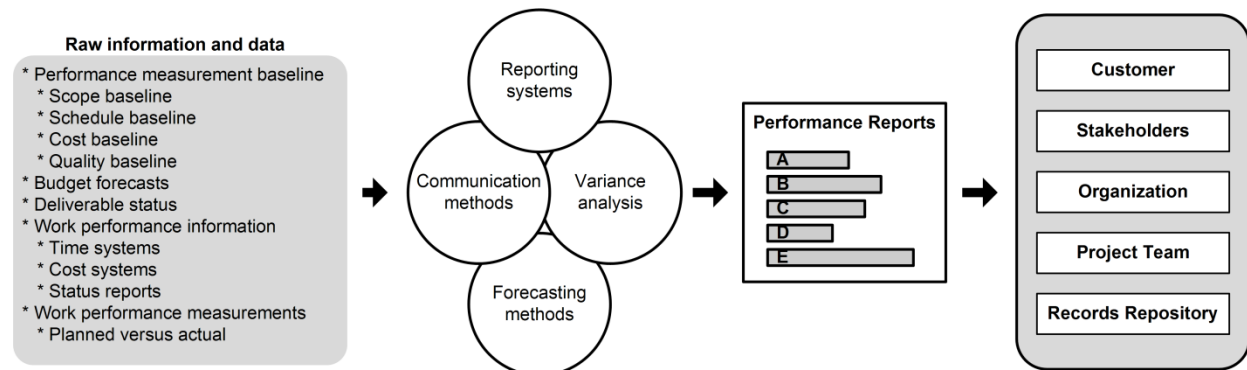 Raw information and data
* Performance measurement baseline
* Scope baseline
* Schedule baseline
* Cost baseline
* Quality baseline
* Budget forecasts
* Deliverable status
* Work performance information
* Time systems
* Cost systems
* Status reports
* Work performance measurements
* Planned versus actual
Reporting
systems
Communication
methods
Variance
analysis
Forecasting
methods
Performance Reports
A
B
C
D
E
Customer
Stakeholders
Organization
Project Team
Records Repository